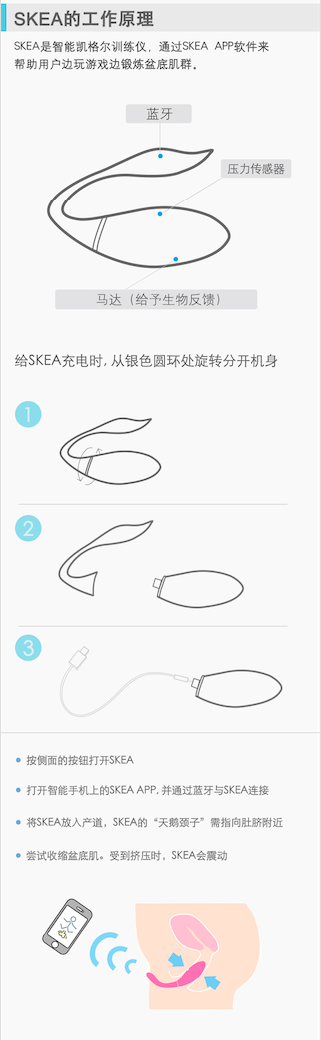 SKEA的工作原理
SKEA是智能凯格尔训练仪，通过SKEA APP软件来
帮助用户边玩游戏边锻炼盆底肌群。
蓝牙
压力传感器
马达（给予生物反馈）
给SKEA充电时, 从银色圆环处旋转分开机身
1
2
3
按侧面的按钮打开SKEA
打开智能手机上的SKEA APP, 并通过蓝牙与SKEA连接
将SKEA放入产道，SKEA的“天鹅颈子”需指向肚脐附近
尝试收缩盆底肌。受到挤压时，SKEA会震动